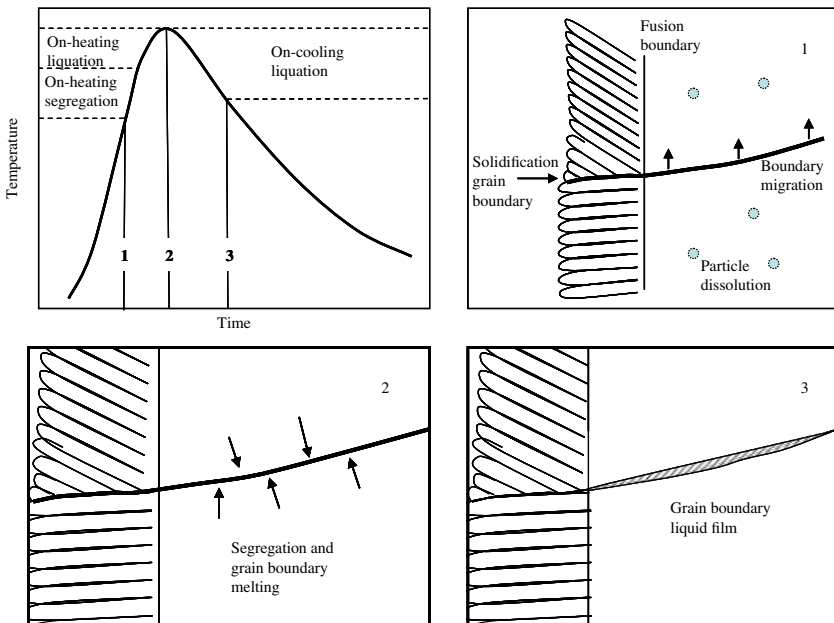 On-heating
liquation
On-heating
segregation
On-cooling
liquation
Temperature
1
2
3
Time
Fusion
boundary
1
Solidification
grain
boundary
Boundary
migration
Particle
dissolution
2
Segregation and
grain boundary
melting
3
Grain boundary
liquid film